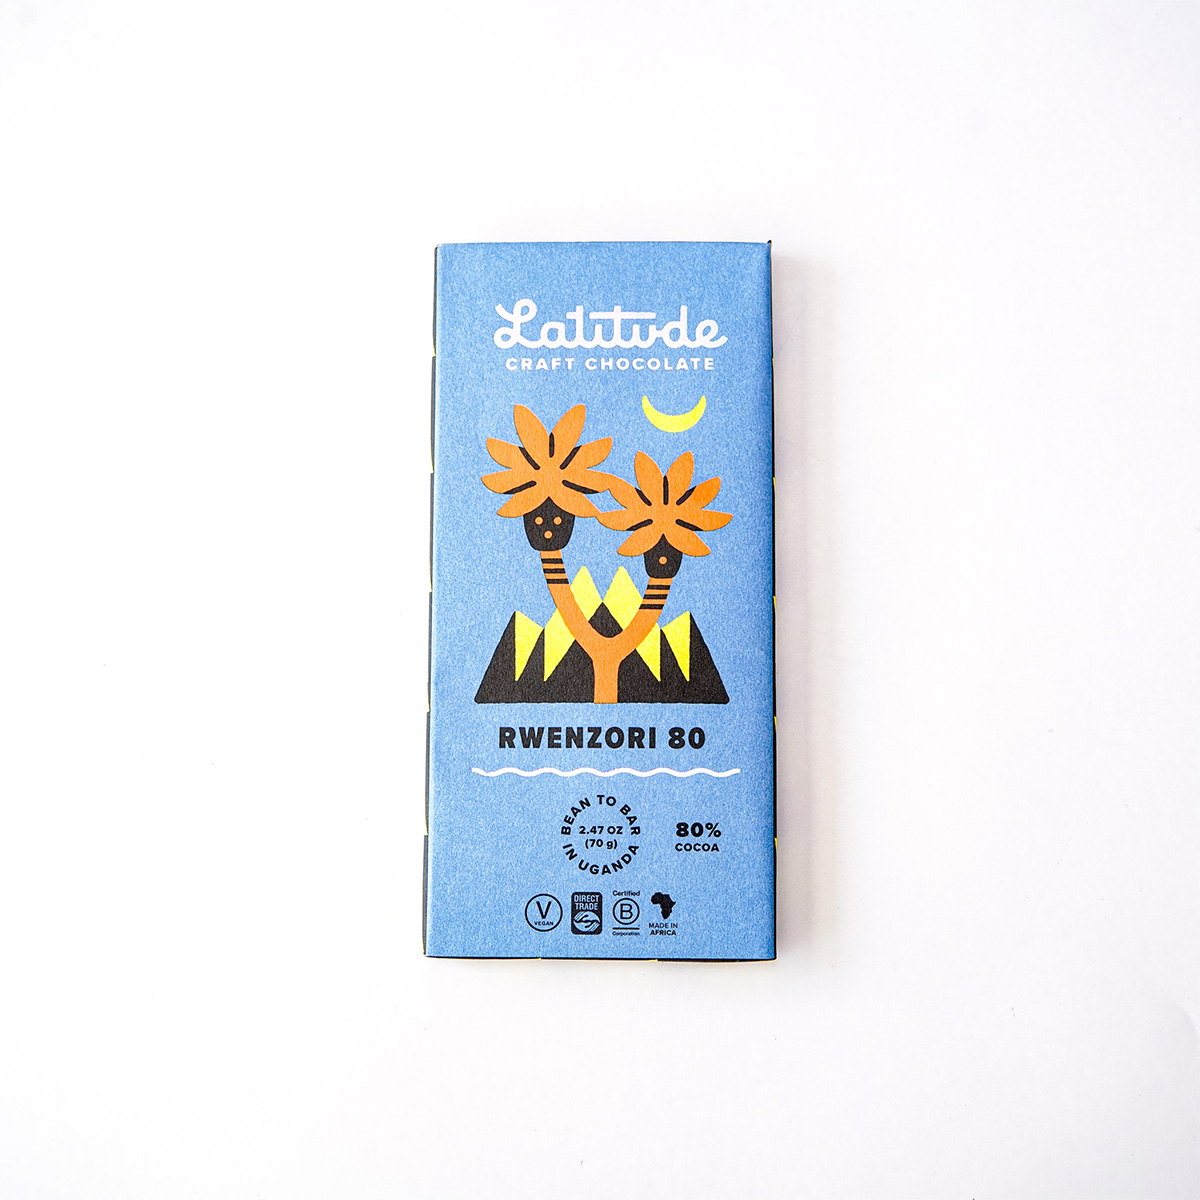 Latitude
CRAFT CHOCOLATE
RWENZORI 80
BEAN TO BAR
2.47 OZ
(70 g)
IN UGANDA
80%
COCOA
V
VEGAN
DIRECT
TRADE
Certified
B
Corporation
MADE IN
AFRICA